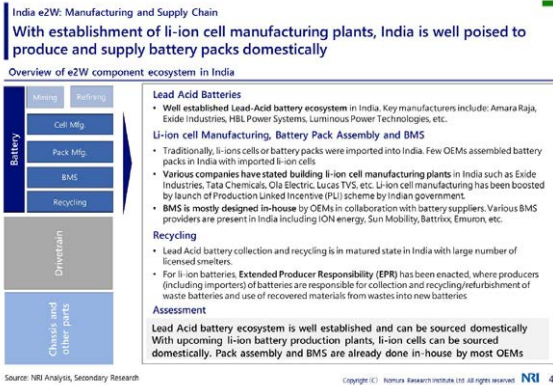 India e2W: Manufacturing and Supply Chain
With establishment of li-ion cell manufacturing plants, India is well poised to
produce and supply battery packs domestically
Overview of e2W component ecosystem in India
Battery
Mining
Refining
Cell Mfg.
Pack Mfg.
BMS
Recycling
Drivetrain
Chassis and
other parts
Lead Acid Batteries
• Well established Lead-Acid battery ecosystem in India. Key manufacturers include: Amara Raja,
Exide Industries, HBL Power Systems, Luminous Power Technologies, etc.
Li-ion cell Manufacturing, Battery Pack Assembly and BMS
• Traditionally, li-ions cells or battery packs were imported into India. Few OEMs assembled battery
packs in India with imported li-ion cells
• Various companies have stated building li-ion cell manufacturing plants in India such as Exide
Industries, Tata Chemicals, Ola Electric, Lucas TVS, etc. Li-ion cell manufacturing has been boosted
by launch of Production Linked Incentive (PLI) scheme by Indian government.
• BMS is mostly designed in-house by OEMs in collaboration with battery suppliers. Various BMS
providers are present in India including ION energy, Sun Mobility, Battrixx, Emuron, etc.
Recycling
• Lead Acid battery collection and recycling is in matured state in India with large number of
licensed smelters.
• For li-ion batteries, Extended Producer Responsibility (EPR) has been enacted, where producers
(including importers) of batteries are responsible for collection and recycling/refurbishment of
waste batteries and use of recovered materials from wastes into new batteries
Assessment
Lead Acid battery ecosystem is well established and can be sourced domestically
With upcoming li-ion battery production plants, li-ion cells can be sourced
domestically. Pack assembly and BMS are already done in-house by most OEMs
Source: NRI Analysis, Secondary Research
Copyright (C) Nomura Research Institute Ltd. All rights reserved.
NRI
4